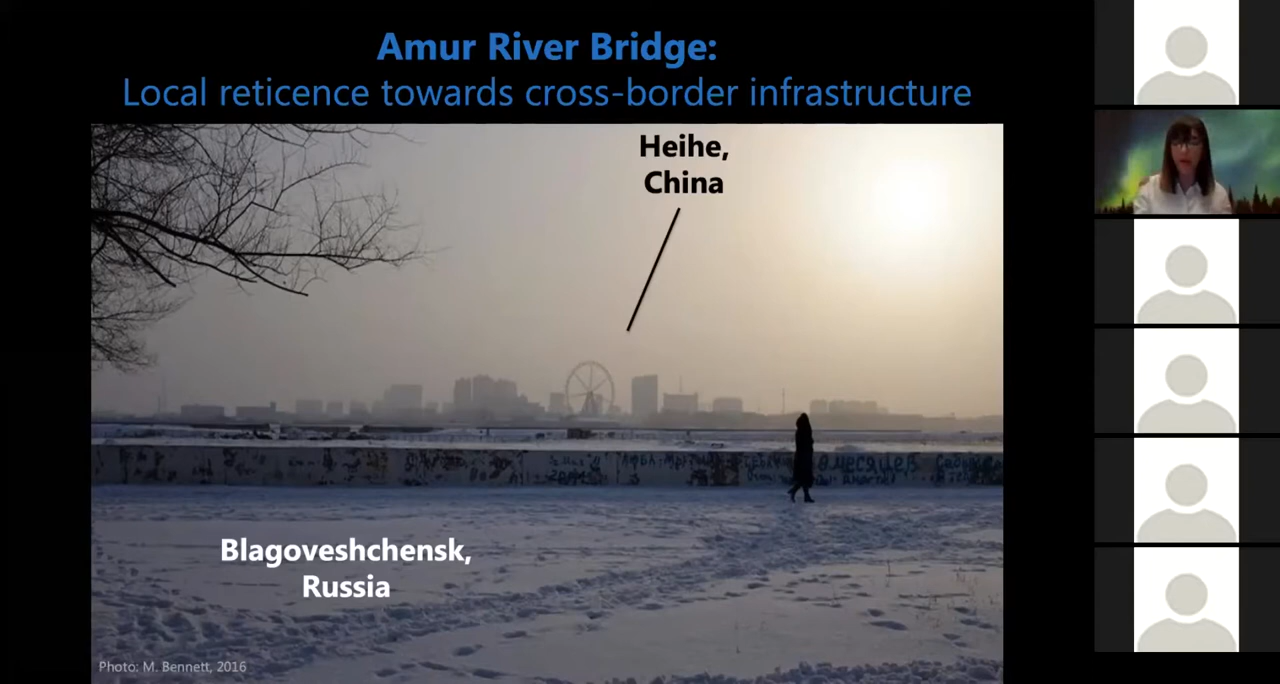 Amur River Bridge:
Local reticence towards cross-border infrastructure
Heihe,
China
Blagoveshchensk,
Russia
Photo: M. Bennett, 2016